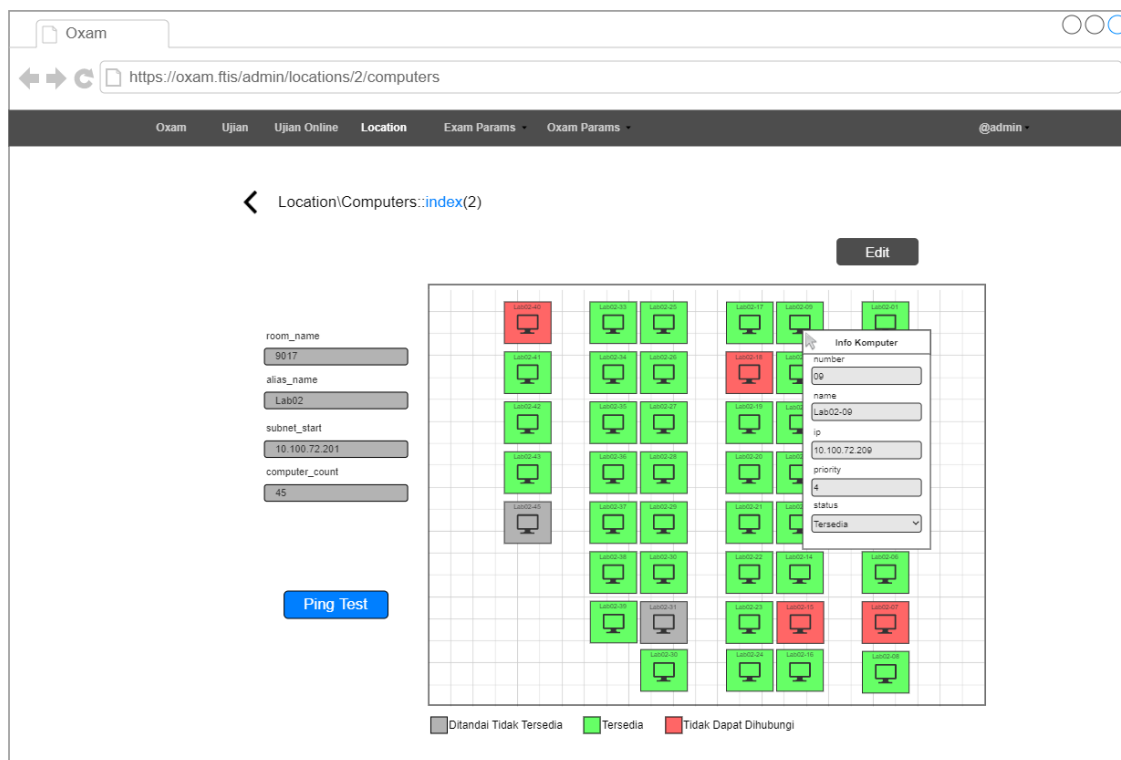 Oxam
https://oxam.ftis/admin/locations/2/computers
Oxam Ujian Ujian Online Location Exam Params Oxam Params @admin
Location\Computers::index(2)
Edit
room_name
9017
alias_name
Lab02
subnet_start
10.100.72.201
computer_count
45
Ping Test
Lab02-40 Lab02-33 Lab02-25 Lab02-17 Lab02-09 Lab02-01
Lab02-41 Lab02-34 Lab02-26
Lab02-42 Lab02-35 Lab02-27
Lab02-43 Lab02-36 Lab02-28 Lab02-20
Lab02-45 Lab02-37 Lab02-29 Lab02-21
Lab02-38 Lab02-30 Lab02-22 Lab02-14 Lab02-06
Lab02-39 Lab02-31 Lab02-23 Lab02-15 Lab02-07
Lab02-30 Lab02-24 Lab02-16 Lab02-08
Info Komputer
number
09
name
Lab02-09
ip
10.100.72.209
priority
4
status
Tersedia
Ditandai Tidak Tersedia Tersedia Tidak Dapat Dihubungi